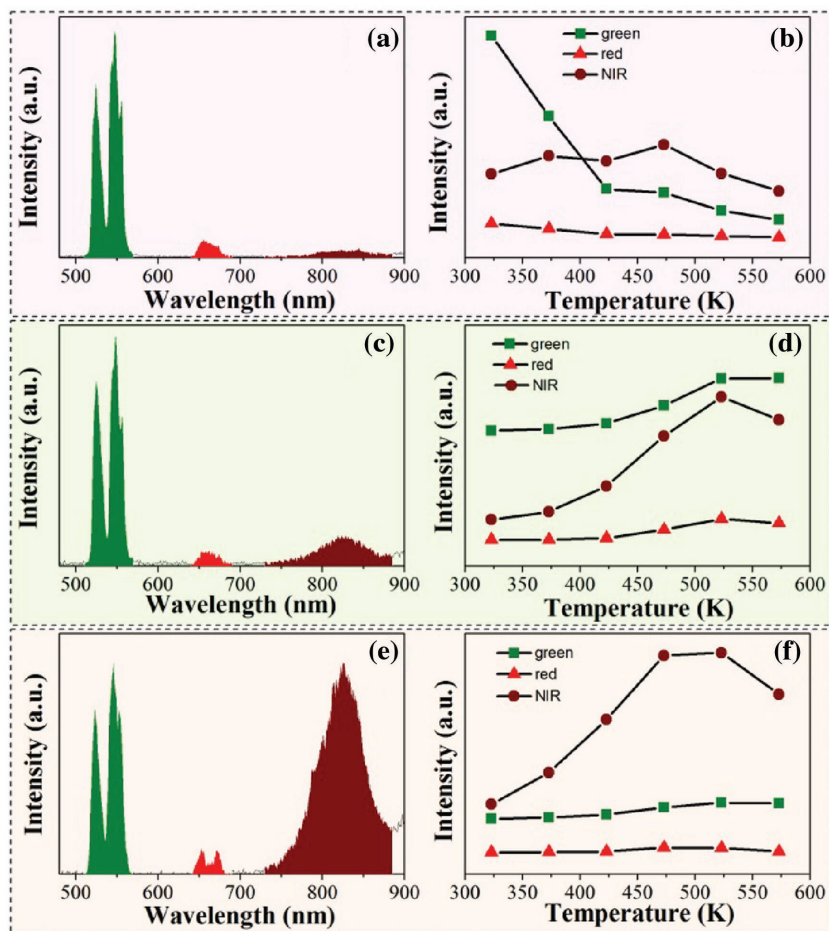 (a)
Intensity (a.u.)
500 600 700 800 900
Wavelength (nm)
(b)
green
red
NIR
Intensity (a.u.)
300 350 400 450 500 550 600
Temperature (K)
(c)
Intensity (a.u.)
500 600 700 800 900
Wavelength (nm)
(d)
green
red
NIR
Intensity (a.u.)
300 350 400 450 500 550 600
Temperature (K)
(e)
Intensity (a.u.)
500 600 700 800 900
Wavelength (nm)
(f)
green
red
NIR
Intensity (a.u.)
300 350 400 450 500 550 600
Temperature (K)